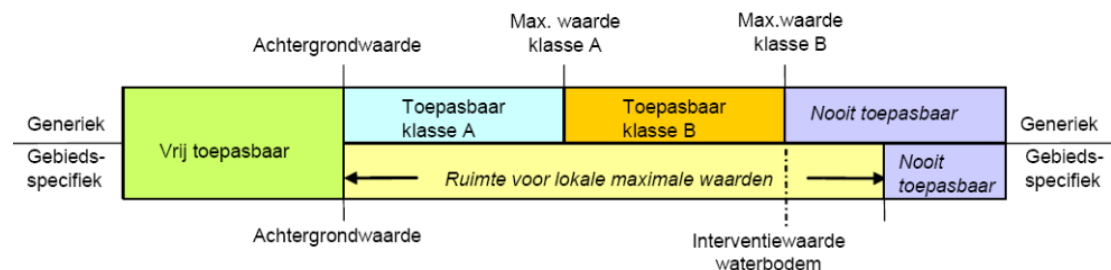 Achtergrondwaarde
Max. waarde
klasse A
Max.waarde
klasse B
Generiek
Gebieds-
specifiek
Vrij toepasbaar
Toepasbaar
klasse A
Toepasbaar
klasse B
Nooit toepasbaar
Ruimte voor lokale maximale waarden
Nooit
toepasbaar
Generiek
Gebieds-
specifiek
Achtergrondwaarde
Interventiewaarde
waterbodem